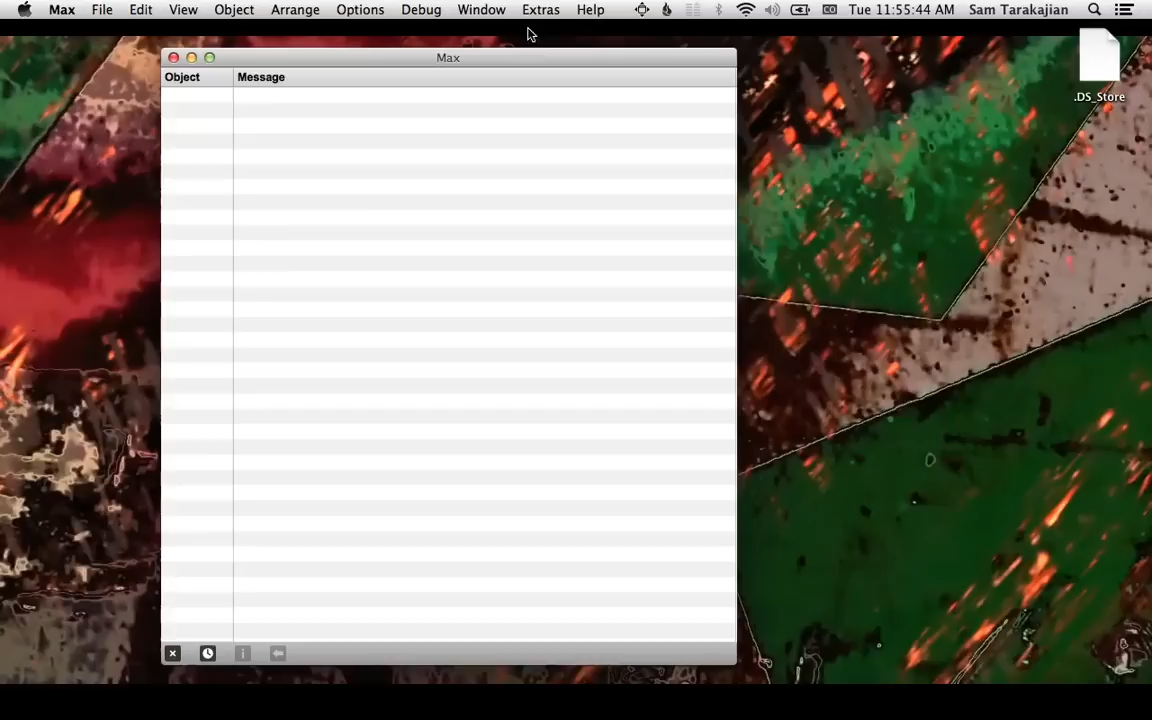 Max File Edit View Object Arrange Options Debug Window Extras Help Tue 11:55:44 AM Sam Tarakajian
Max
Object Message
.DS_Store